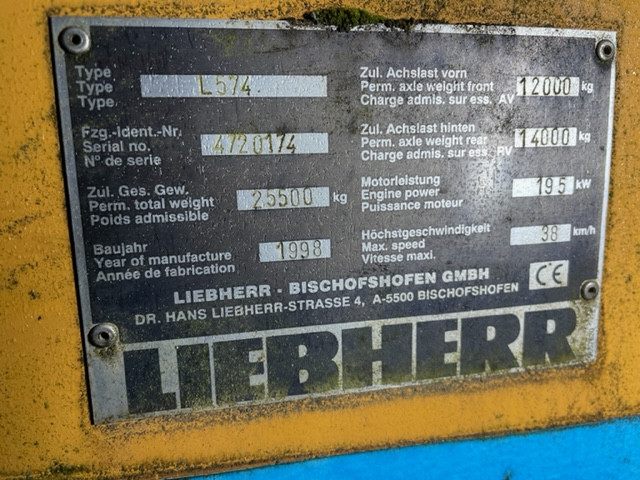 Type
Type L574
Type.
Fzg.-Ident.-Nr.
Serial no. 4720174
N° de serie
Zül. Ges. Gew.
Perm. total weight 25500 kg
Poids admissible
Baujahr
Year of manufacture 1998
Année de fabrication
Zul. Achslast vorn
Perm. axle weight front 12000 kg
Charge admis. sur ess. AV
Zul. Achslast hinten
Perm. axle weight rear 14000 kg
Charge admis. sur ess. RV
Motorleistung
Engine power 195 kW
Puissance moteur
Höchstgeschwindigkeit
Max. speed 38 km/h
Vitesse maxi.
LIEBHERR - BISCHOFSHOFEN GMBH
DR. HANS LIEBHERR-STRASSE 4, A-5500 BISCHOFSHOFEN
CE
LIEBHERR